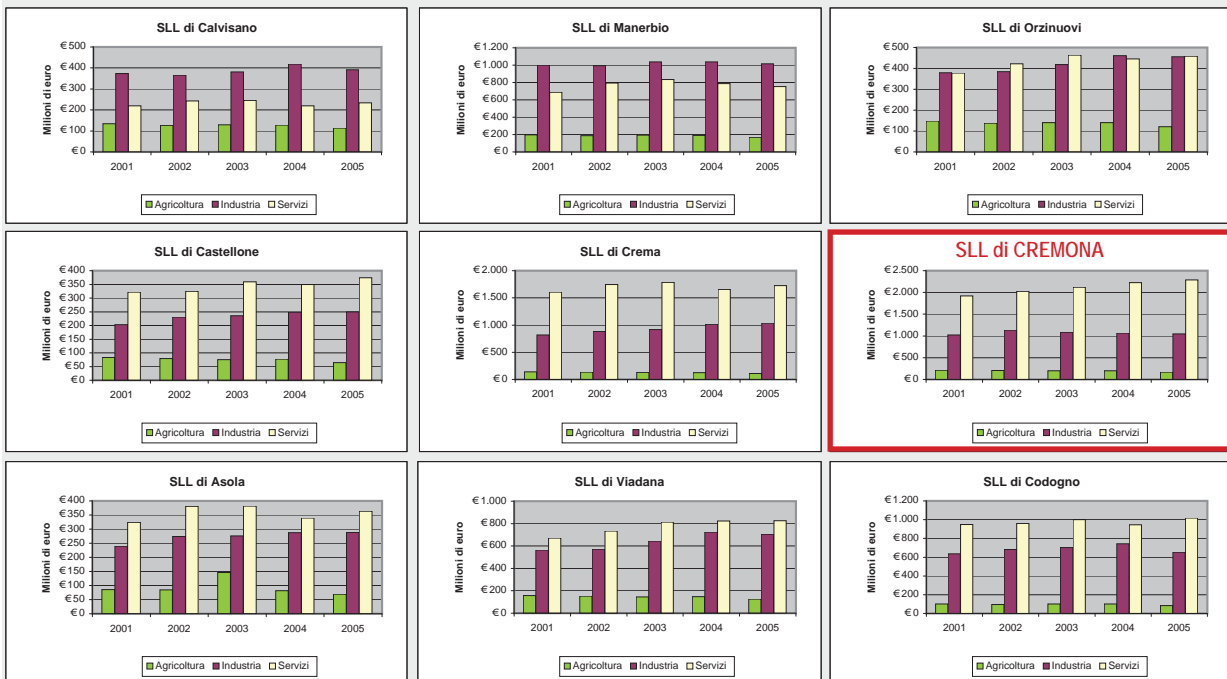 SLL di Calvisano
Milioni di euro
€500
€400
€300
€200
€100
€0
2001 2002 2003 2004 2005
Agricoltura Industria Servizi
SLL di Manerbio
Milioni di euro
€1.200
€1.000
€800
€600
€400
€200
€0
2001 2002 2003 2004 2005
Agricoltura Industria Servizi
SLL di Orzinuovi
Milioni di euro
€500
€400
€300
€200
€100
€0
2001 2002 2003 2004 2005
Agricoltura Industria Servizi
SLL di Castellone
Milioni di euro
€400
€350
€300
€250
€200
€150
€100
€50
€0
2001 2002 2003 2004 2005
Agricoltura Industria Servizi
SLL di Crema
Milioni di euro
€2.000
€1.500
€1.000
€500
€0
2001 2002 2003 2004 2005
Agricoltura Industria Servizi
SLL di CREMONA
Milioni di euro
€2.500
€2.000
€1.500
€1.000
€500
€0
2001 2002 2003 2004 2005
Agricoltura Industria Servizi
SLL di Asola
Milioni di euro
€400
€350
€300
€250
€200
€150
€100
€50
€0
2001 2002 2003 2004 2005
Agricoltura Industria Servizi
SLL di Viadana
Milioni di euro
€1.000
€800
€600
€400
€200
€0
2001 2002 2003 2004 2005
Agricoltura Industria Servizi
SLL di Codogno
Milioni di euro
€1.200
€1.000
€800
€600
€400
€200
€0
2001 2002 2003 2004 2005
Agricoltura Industria Servizi